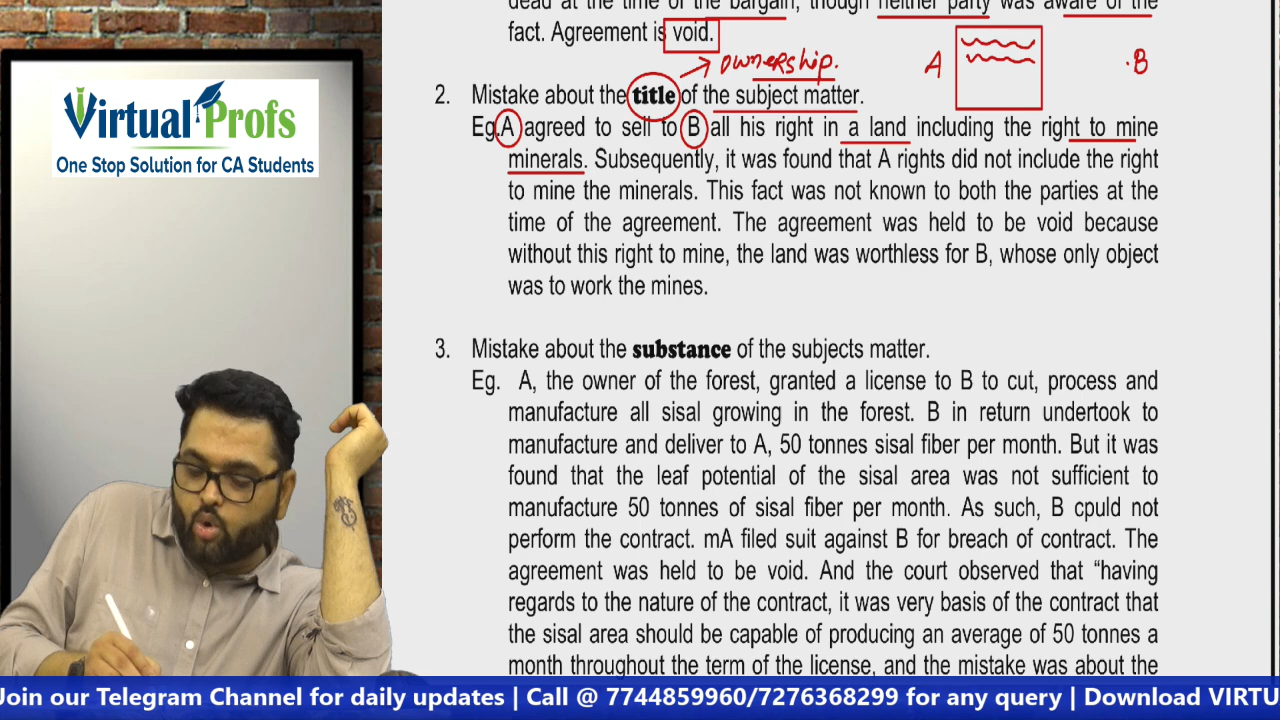 dead at the time of the bargain, though neither party was aware of the
fact. Agreement is void.
ownership.
A
B
2. Mistake about the title of the subject matter.
Eg. A agreed to sell to B all his right in a land including the right to mine
minerals. Subsequently, it was found that A rights did not include the right
to mine the minerals. This fact was not known to both the parties at the
time of the agreement. The agreement was held to be void because
without this right to mine, the land was worthless for B, whose only object
was to work the mines.
3. Mistake about the substance of the subjects matter.
Eg. A, the owner of the forest, granted a license to B to cut, process and
manufacture all sisal growing in the forest. B in return undertook to
manufacture and deliver to A, 50 tonnes sisal fiber per month. But it was
found that the leaf potential of the sisal area was not sufficient to
manufacture 50 tonnes of sisal fiber per month. As such, B cpuld not
perform the contract. mA filed suit against B for breach of contract. The
agreement was held to be void. And the court observed that “having
regards to the nature of the contract, it was very basis of the contract that
the sisal area should be capable of producing an average of 50 tonnes a
month throughout the term of the license, and the mistake was about the
Virtual Profs
One Stop Solution for CA Students
Join our Telegram Channel for daily updates | Call @ 7744859960/7276368299 for any query | Download VIRTU